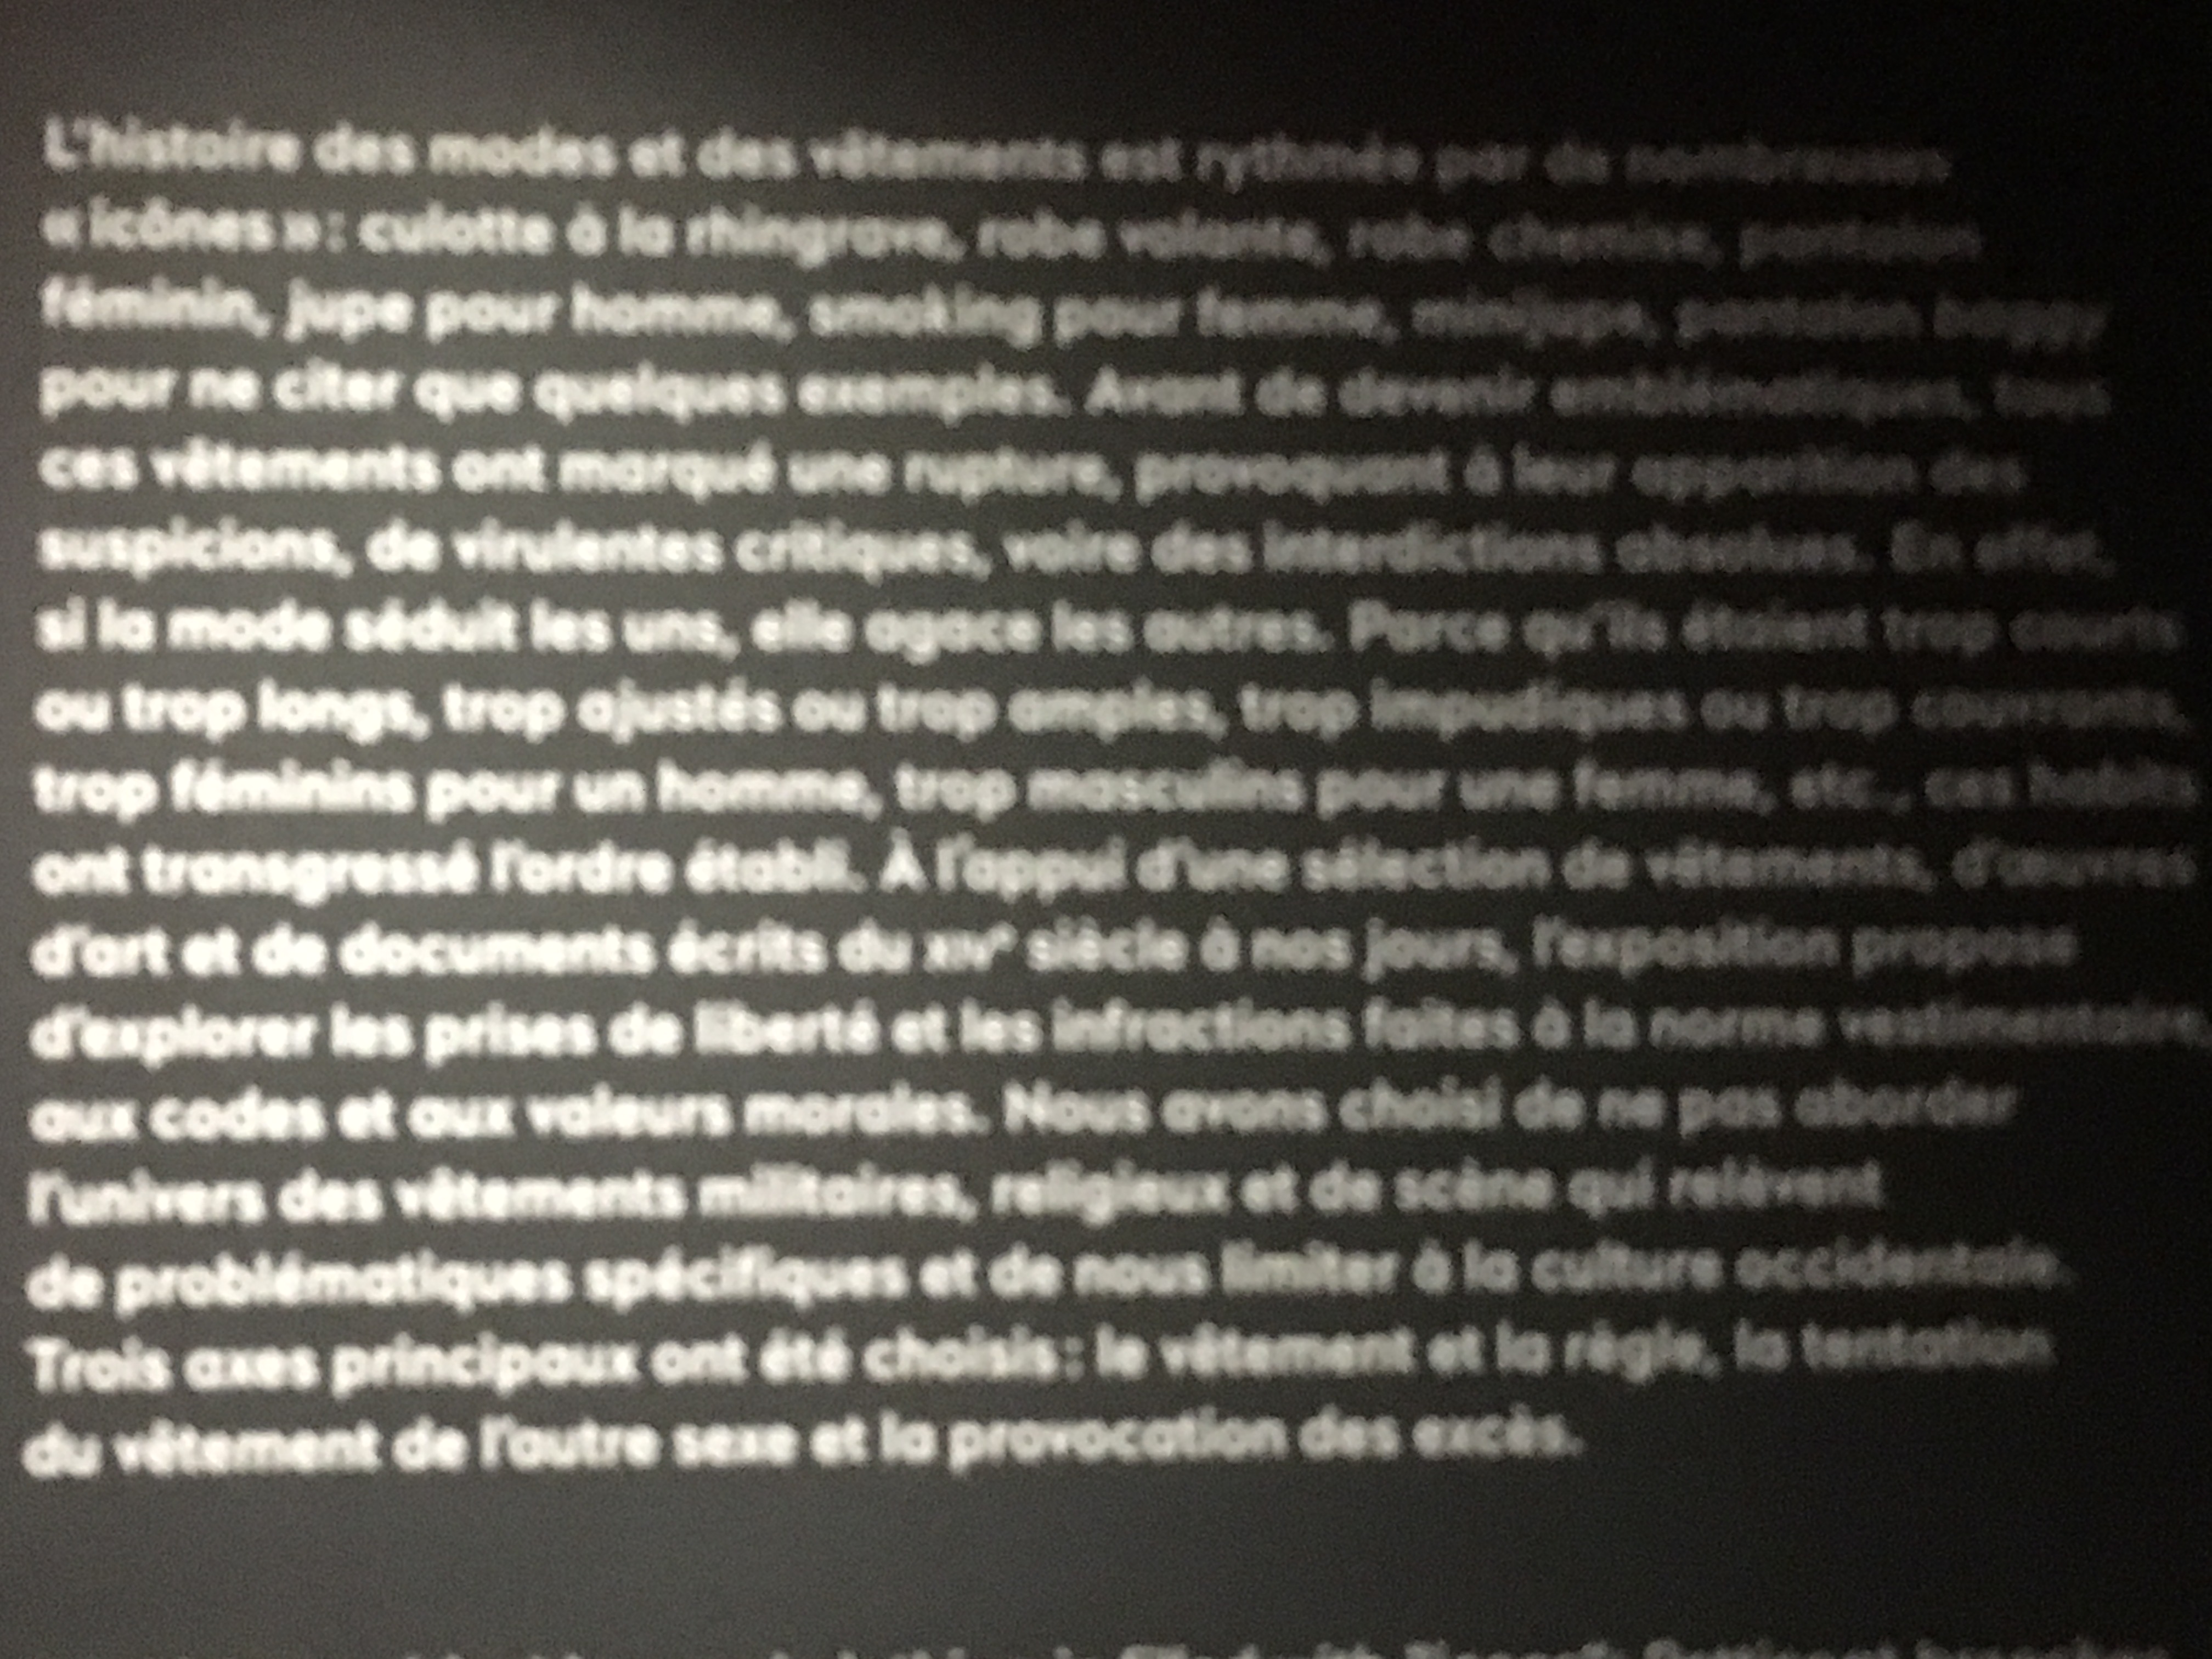 L'histoire des modes et des vêtements est rythmée par de nombreuses
« icônes » : culotte à la rhingrave, robe volante, robe chemise, pantalon
féminin, jupe pour homme, smoking pour femme, minijupe, pantalon baggy
pour ne citer que quelques exemples. Avant de devenir emblématiques, tous
ces vêtements ont marqué une rupture, provoquant à leur apparition des
suspicions, de virulentes critiques, voire des interdictions absolues. En effet,
si la mode séduit les uns, elle agace les autres. Parce qu'ils étaient trop courts
ou trop longs, trop ajustés ou trop amples, trop impudiques ou trop couvrants,
trop féminins pour un homme, trop masculins pour une femme, etc., ces habits
ont transgressé l'ordre établi. À l'appui d'une sélection de vêtements, d'œuvres
d'art et de documents écrits du XIVe siècle à nos jours, l'exposition propose
d'explorer les prises de liberté et les infractions faites à la norme vestimentaire,
aux codes et aux valeurs morales. Nous avons choisi de ne pas aborder
l'univers des vêtements militaires, religieux et de scène qui relèvent
de problématiques spécifiques et de nous limiter à la culture occidentale.
Trois axes principaux ont été choisis : le vêtement et la règle, la tentation
du vêtement de l'autre sexe et la provocation des excès.